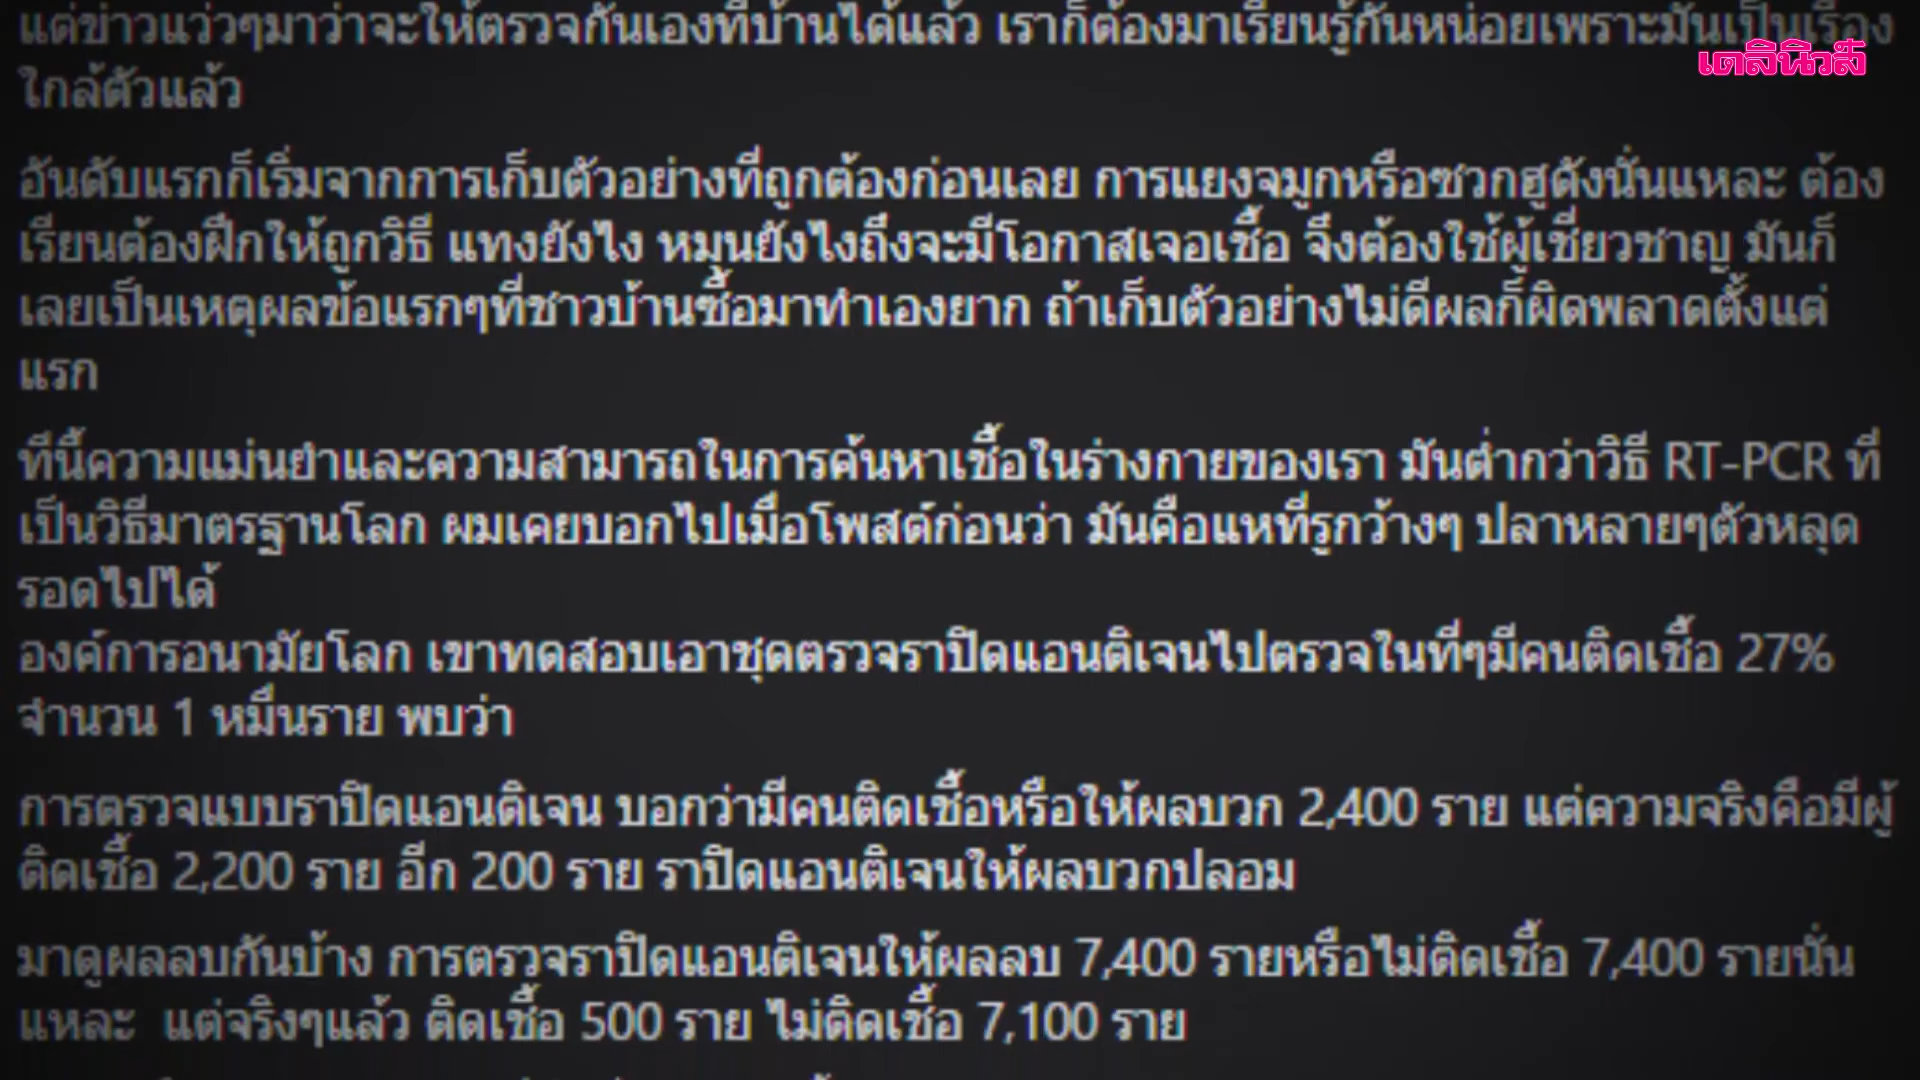 แต่ข่าวแว่วๆมาว่าจะให้ตรวจกันเองที่บ้านได้แล้ว เราก็ต้องมาเรียนรู้กันหน่อยเพราะมันเป็นเรื่อง
เดลินิวส์
ใกล้ตัวแล้ว
อันดับแรกก็เริ่มจากการเก็บตัวอย่างที่ถูกต้องก่อนเลย การแยงจมูกหรือซวกฮูดังนั่นแหละ ต้อง
เรียนต้องฝึกให้ถูกวิธี แทงยังไง หมุนยังไงถึงจะมีโอกาสเจอเชื้อ จึงต้องใช้ผู้เชี่ยวชาญ มันก็
เลยเป็นเหตุผลข้อแรกๆที่ชาวบ้านซื้อมาทำเองยาก ถ้าเก็บตัวอย่างไม่ดีผลก็ผิดพลาดตั้งแต่
แรก
ทีนี้ความแม่นยำและความสามารถในการค้นหาเชื้อในร่างกายของเรา มันต่ำกว่าวิธี RT-PCR ที่
เป็นวิธีมาตรฐานโลก ผมเคยบอกไปเมื่อโพสต์ก่อนว่า มันคือแหที่รูกว้างๆ ปลาหลายๆตัวหลุด
รอดไปได้
องค์การอนามัยโลก เขาทดสอบเอาชุดตรวจราปิดแอนติเจนไปตรวจในที่ๆมีคนติดเชื้อ 27%
จำนวน 1 หมื่นราย พบว่า
การตรวจแบบราปิดแอนติเจน บอกว่ามีคนติดเชื้อหรือให้ผลบวก 2,400 ราย แต่ความจริงคือมีผู้
ติดเชื้อ 2,200 ราย อีก 200 ราย ราปิดแอนติเจนให้ผลบวกปลอม
มาดูผลลบกันบ้าง การตรวจราปิดแอนติเจนให้ผลลบ 7,400 รายหรือไม่ติดเชื้อ 7,400 รายนั่น
แหละ แต่จริงๆแล้ว ติดเชื้อ 500 ราย ไม่ติดเชื้อ 7,100 ราย